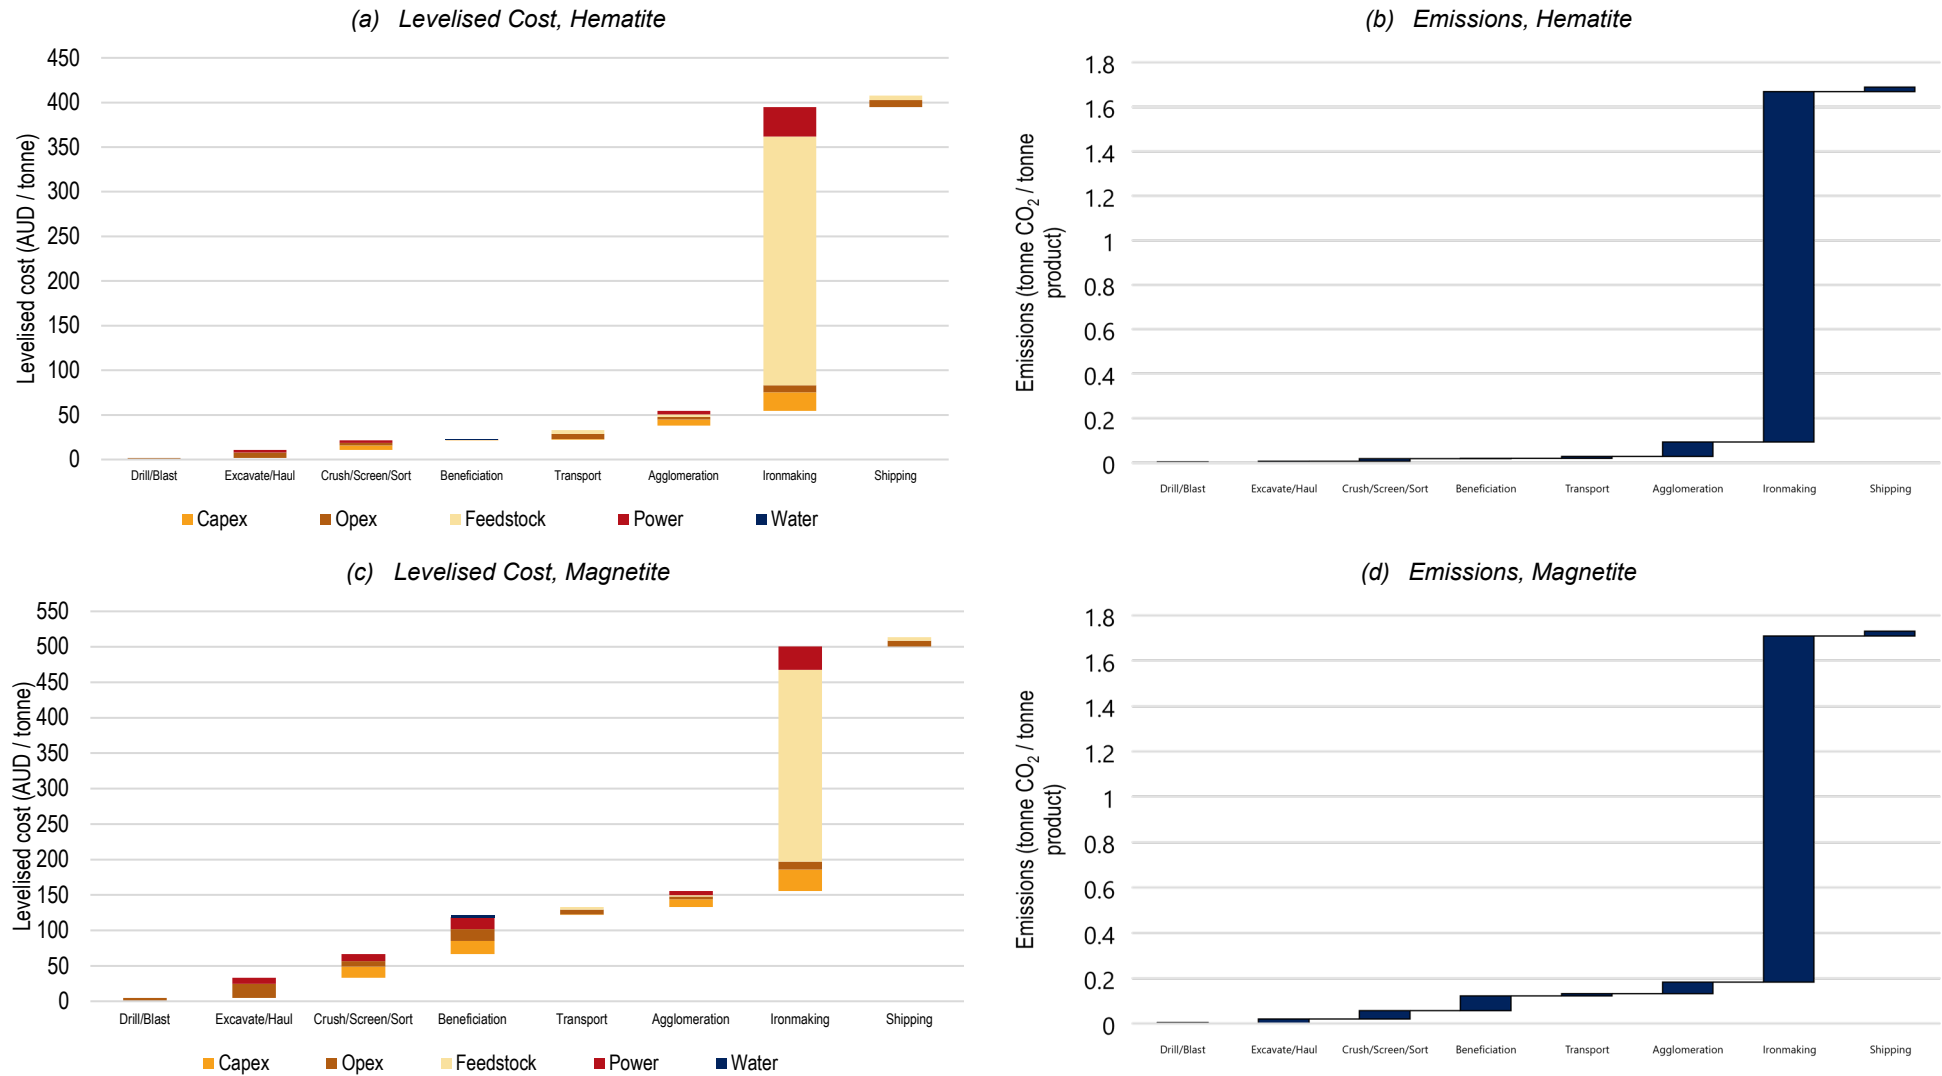 (a) Levelised Cost, Hematite
Levelised cost (AUD / tonne)
450
400
350
300
250
200
150
100
50
0
Drill/Blast Excavate/Haul Crush/Screen/Sort Beneficiation Transport Agglomeration Ironmaking Shipping
Capex Opex Feedstock Power Water
(b) Emissions, Hematite
Emissions (tonne CO₂ / tonne
product)
1.8
1.6
1.4
1.2
1
0.8
0.6
0.4
0.2
0
Drill/Blast Excavate/Haul Crush/Screen/Sort Beneficiation Transport Agglomeration Ironmaking Shipping
(c) Levelised Cost, Magnetite
Levelised cost (AUD / tonne)
550
500
450
400
350
300
250
200
150
100
50
0
Drill/Blast Excavate/Haul Crush/Screen/Sort Beneficiation Transport Agglomeration Ironmaking Shipping
Capex Opex Feedstock Power Water
(d) Emissions, Magnetite
Emissions (tonne CO₂ / tonne
product)
1.8
1.6
1.4
1.2
1
0.8
0.6
0.4
0.2
0
Drill/Blast Excavate/Haul Crush/Screen/Sort Beneficiation Transport Agglomeration Ironmaking Shipping